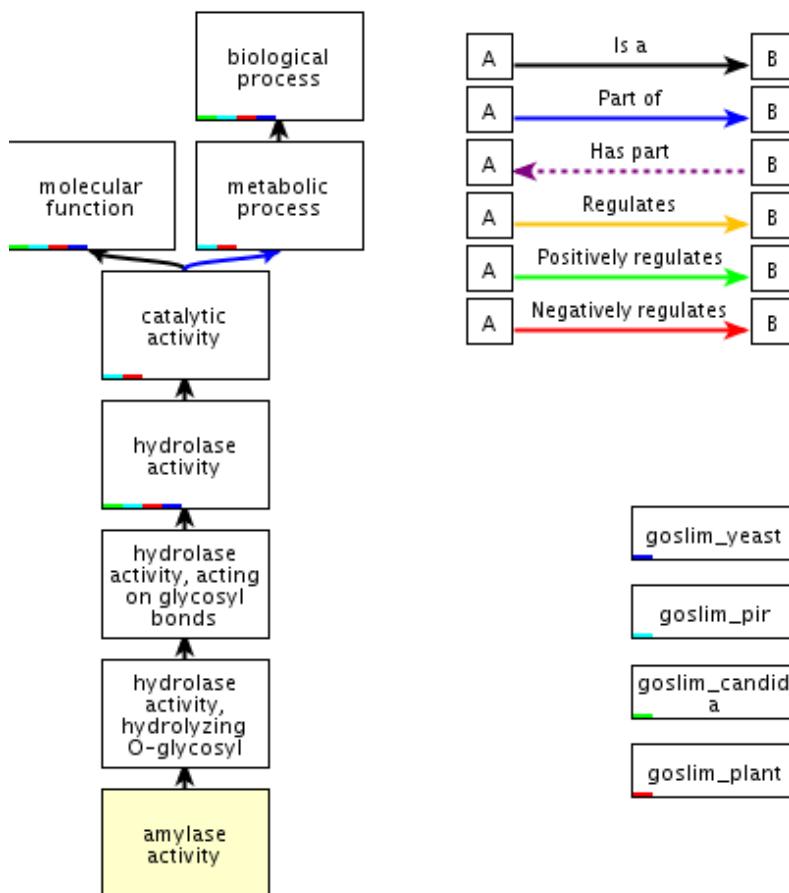 biological
process
molecular
function
metabolic
process
catalytic
activity
hydrolase
activity
hydrolase
activity, acting
on glycosyl
bonds
hydrolase
activity,
hydrolyzing
O-glycosyl
amylase
activity
A Is a B
A Part of B
A Has part B
A Regulates B
A Positively regulates B
A Negatively regulates B
goslim_yeast
goslim_pir
goslim_candid
a
goslim_plant